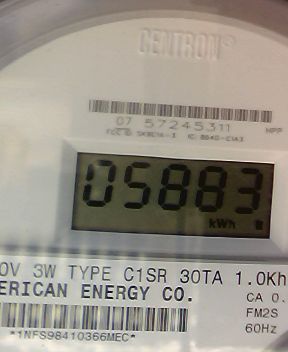 CENTRON®
07 57245311 HPP
05883
kWh
0V 3W TYPE C1SR 30TA 1.0Kh
ERICAN ENERGY CO.
CA 0.
FM2S
*1NFS98410366MEC*
60Hz